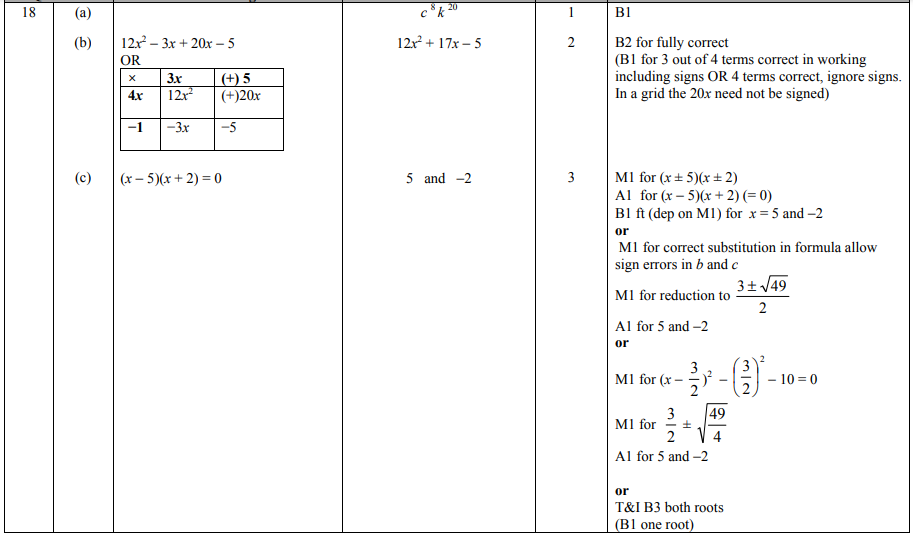 18 (a) c⁸k²⁰ 1 B1
(b) 12x² – 3x + 20x – 5 12x² + 17x – 5 2 B2 for fully correct
OR (B1 for 3 out of 4 terms correct in working
× 3x (+) 5 including signs OR 4 terms correct, ignore signs.
4x 12x² (+)20x In a grid the 20x need not be signed)
−1 −3x −5
(c) (x – 5)(x + 2) = 0 5 and –2 3 M1 for (x ± 5)(x ± 2)
A1 for (x – 5)(x + 2) (= 0)
B1 ft (dep on M1) for x = 5 and –2
or
M1 for correct substitution in formula allow
sign errors in b and c
M1 for reduction to (3 ± √49)/2
A1 for 5 and –2
or
M1 for (x – 3/2)² – (3/2)² – 10 = 0
M1 for 3/2 ± √(49/4)
A1 for 5 and –2
or
T&I B3 both roots
(B1 one root)